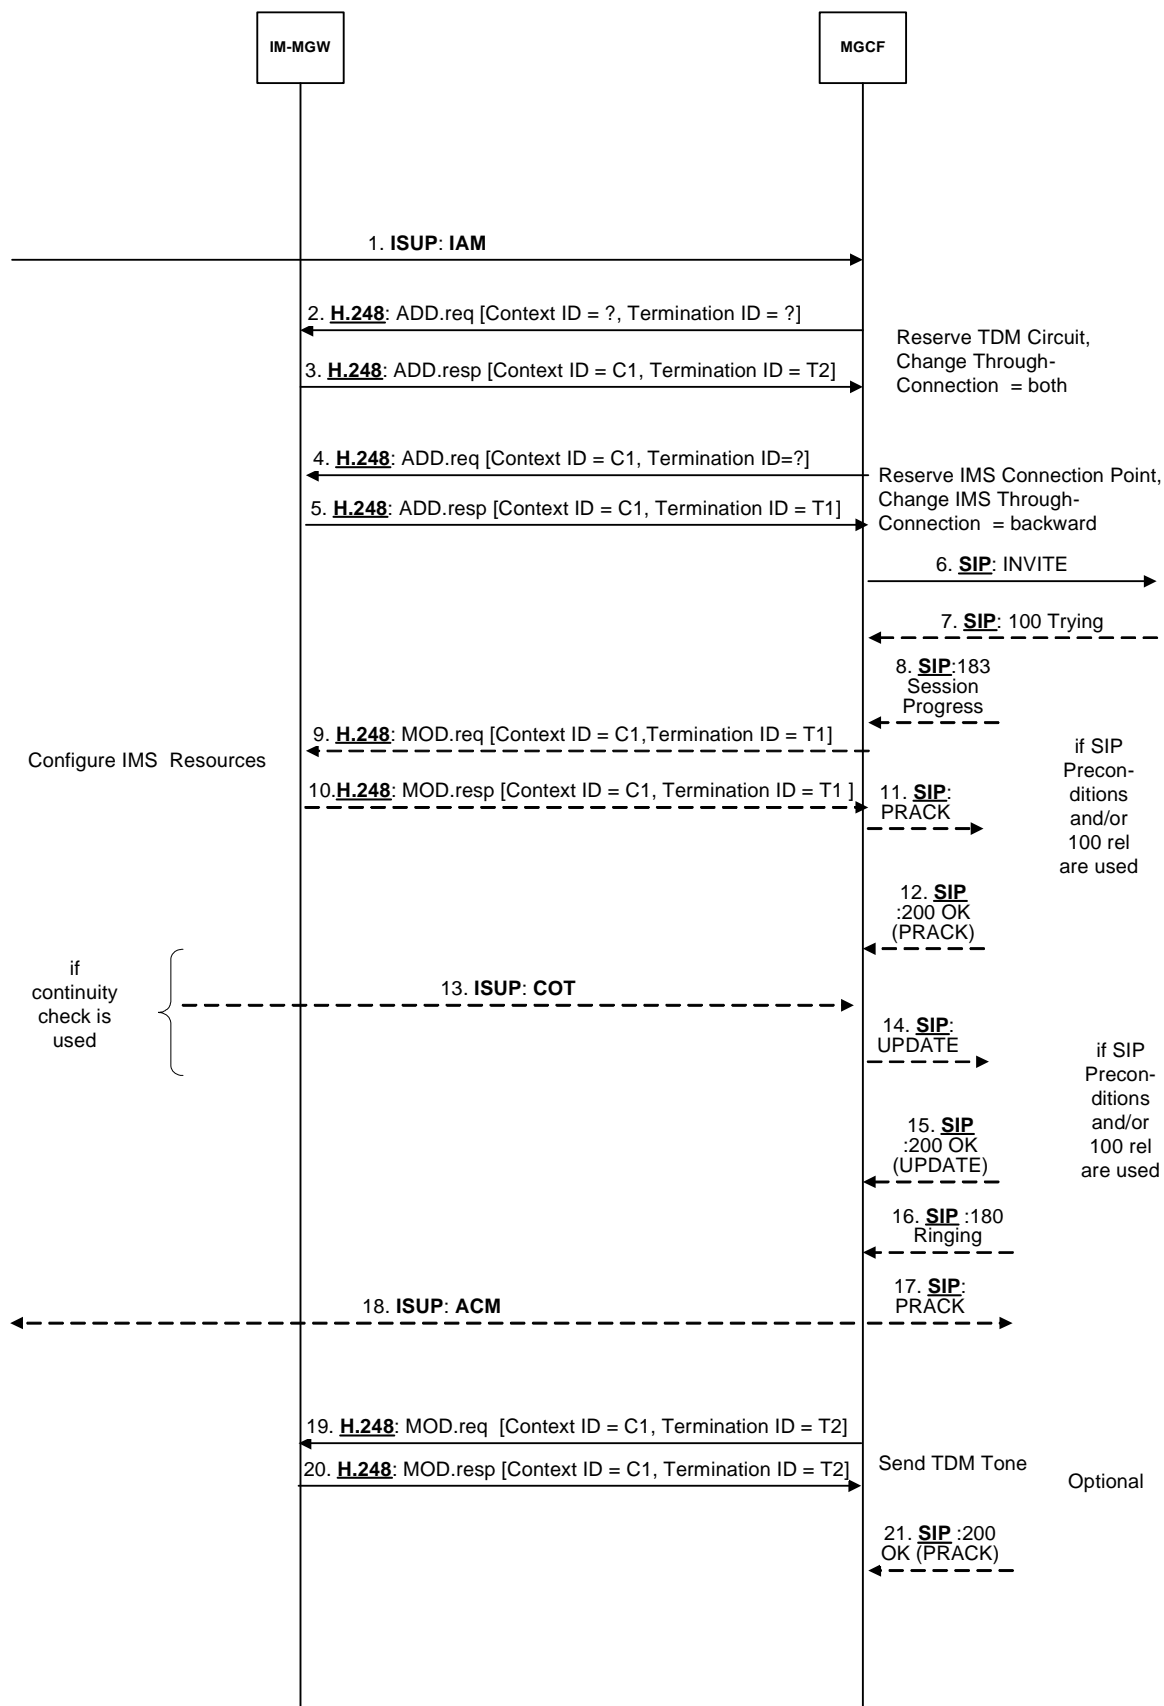 IM-MGW
MGCF
1. ISUP: IAM
2. H.248: ADD.req [Context ID = ?, Termination ID = ?]
Reserve TDM Circuit,
Change Through-
Connection = both
3. H.248: ADD.resp [Context ID = C1, Termination ID = T2]
4. H.248: ADD.req [Context ID = C1, Termination ID=?]
Reserve IMS Connection Point,
Change IMS Through-
Connection = backward
5. H.248: ADD.resp [Context ID = C1, Termination ID = T1]
6. SIP: INVITE
7. SIP: 100 Trying
8. SIP:183
Session
Progress
9. H.248: MOD.req [Context ID = C1,Termination ID = T1]
Configure IMS Resources
if SIP
Precon-
ditions
and/or
100 rel
are used
10.H.248: MOD.resp [Context ID = C1, Termination ID = T1 ]
11. SIP:
PRACK
12. SIP
:200 OK
(PRACK)
if
continuity
check is
used
13. ISUP: COT
14. SIP:
UPDATE
if SIP
Precon-
ditions
and/or
100 rel
are used
15. SIP
:200 OK
(UPDATE)
16. SIP :180
Ringing
17. SIP:
PRACK
18. ISUP: ACM
19. H.248: MOD.req [Context ID = C1, Termination ID = T2]
Send TDM Tone
20. H.248: MOD.resp [Context ID = C1, Termination ID = T2]
Optional
21. SIP :200
OK (PRACK)